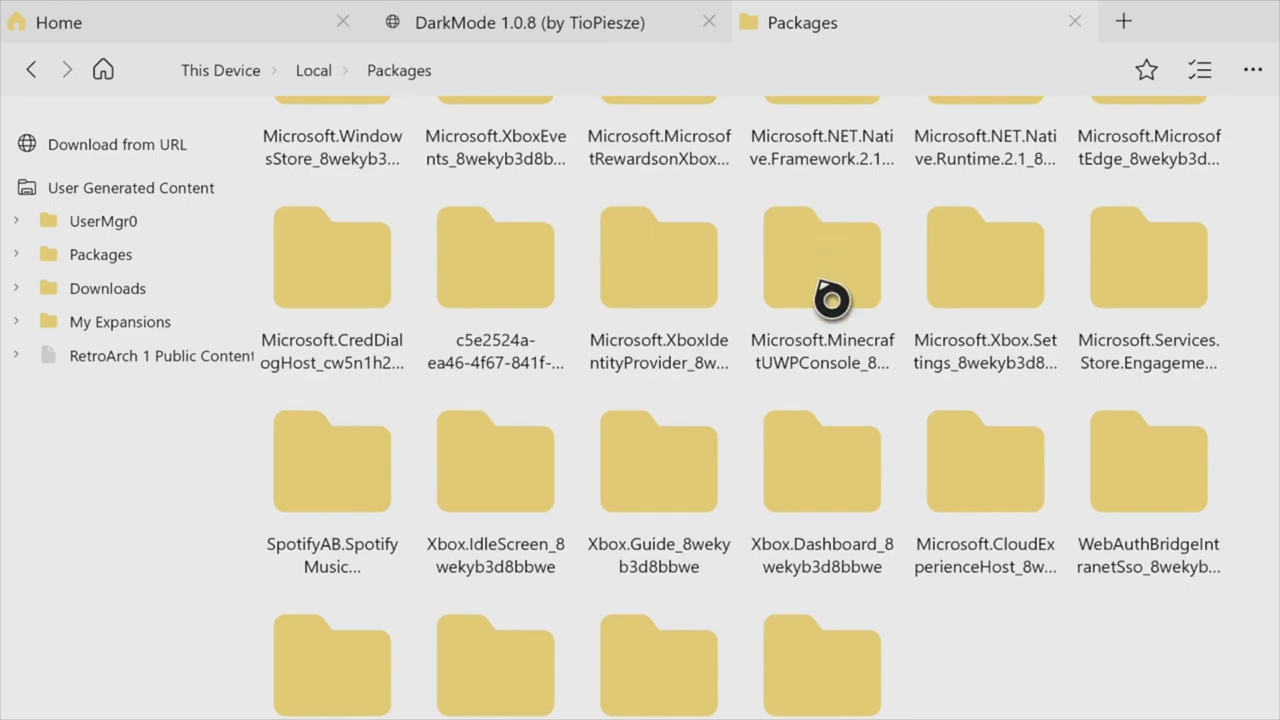 Home
DarkMode 1.0.8 (by TioPiesze)
Packages
This Device
Local
Packages
Download from URL
User Generated Content
UserMgr0
Packages
Downloads
My Expansions
RetroArch 1 Public Content
Microsoft.Window
sStore_8wekyb3...
Microsoft.XboxEve
nts_8wekyb3d8b...
Microsoft.Microsof
tRewardsonXbox...
Microsoft.NET.Nati
ve.Framework.2.1...
Microsoft.NET.Nati
ve.Runtime.2.1_8...
Microsoft.Microsof
tEdge_8wekyb3d...
Microsoft.CredDial
ogHost_cw5n1h2...
c5e2524a-
ea46-4f67-841f-...
Microsoft.XboxIde
ntityProvider_8w...
Microsoft.Minecraf
tUWPConsole_8...
Microsoft.Xbox.Set
tings_8wekyb3d8...
Microsoft.Services.
Store.Engageme...
SpotifyAB.Spotify
Music...
Xbox.IdleScreen_8
wekyb3d8bbwe
Xbox.Guide_8weky
b3d8bbwe
Xbox.Dashboard_8
wekyb3d8bbwe
Microsoft.CloudEx
perienceHost_8w...
WebAuthBridgeInt
ranetSso_8wekyb...